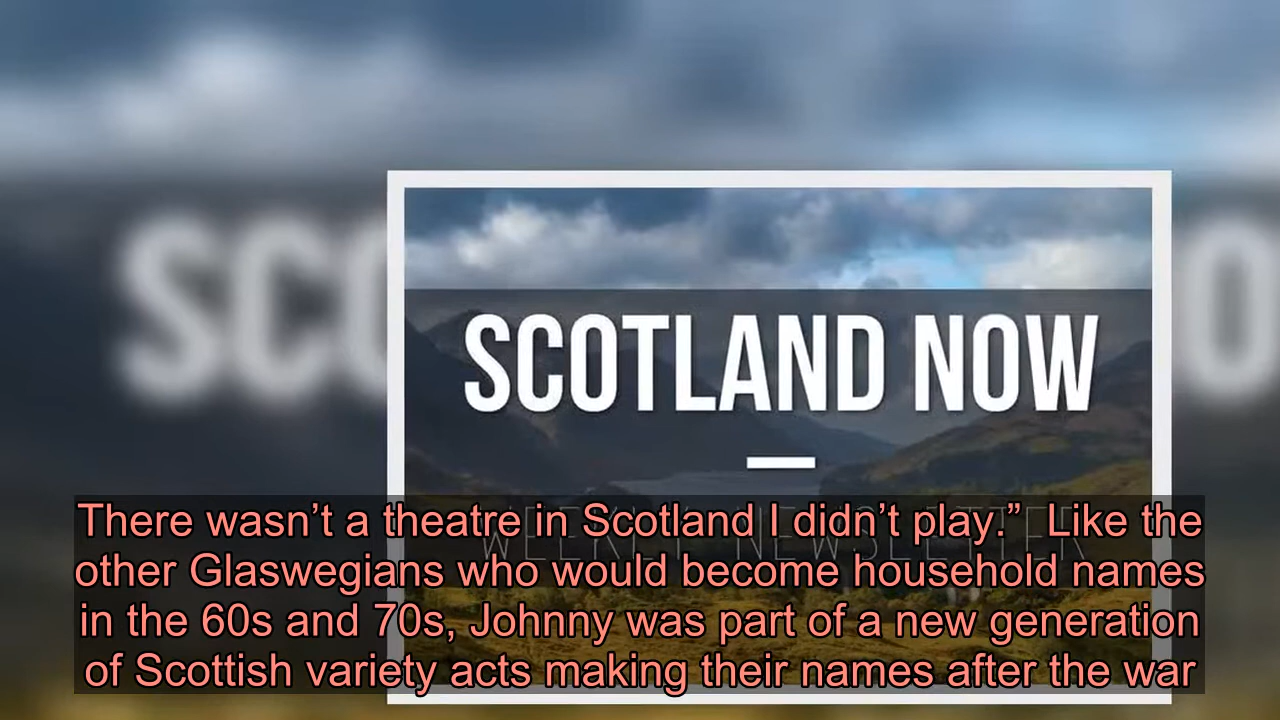 SCOTLAND NOW
WEEKLY NEWSLETTER
There wasn’t a theatre in Scotland I didn’t play.”  Like the
other Glaswegians who would become household names
in the 60s and 70s, Johnny was part of a new generation
of Scottish variety acts making their names after the war